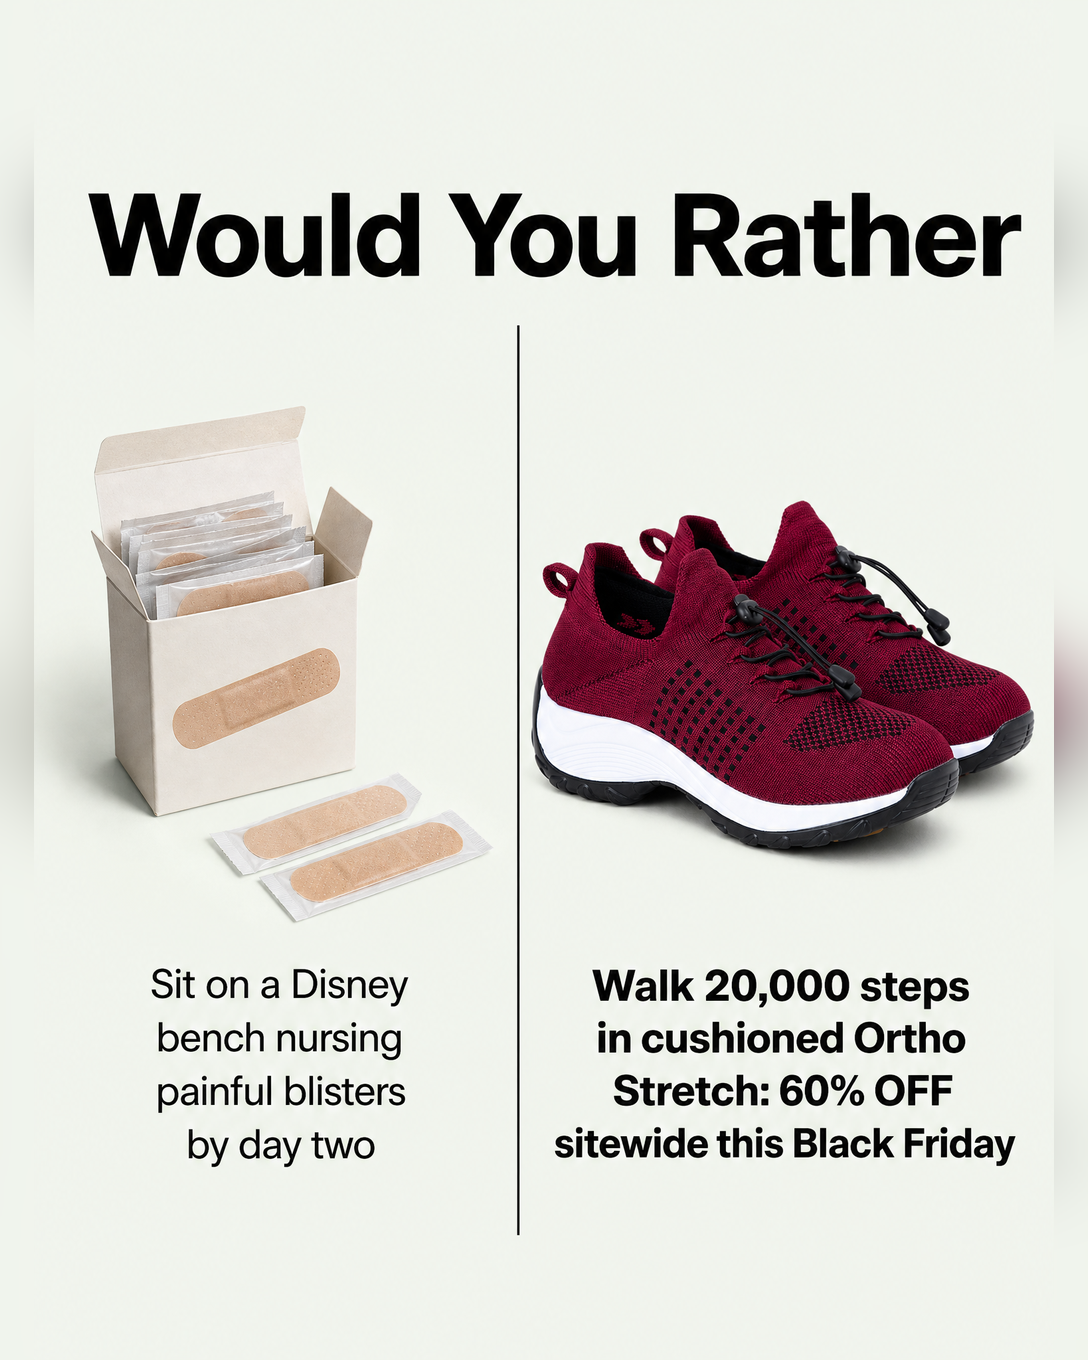 Would You Rather
Sit on a Disney
bench nursing
painful blisters
by day two
Walk 20,000 steps
in cushioned Ortho
Stretch: 60% OFF
sitewide this Black Friday